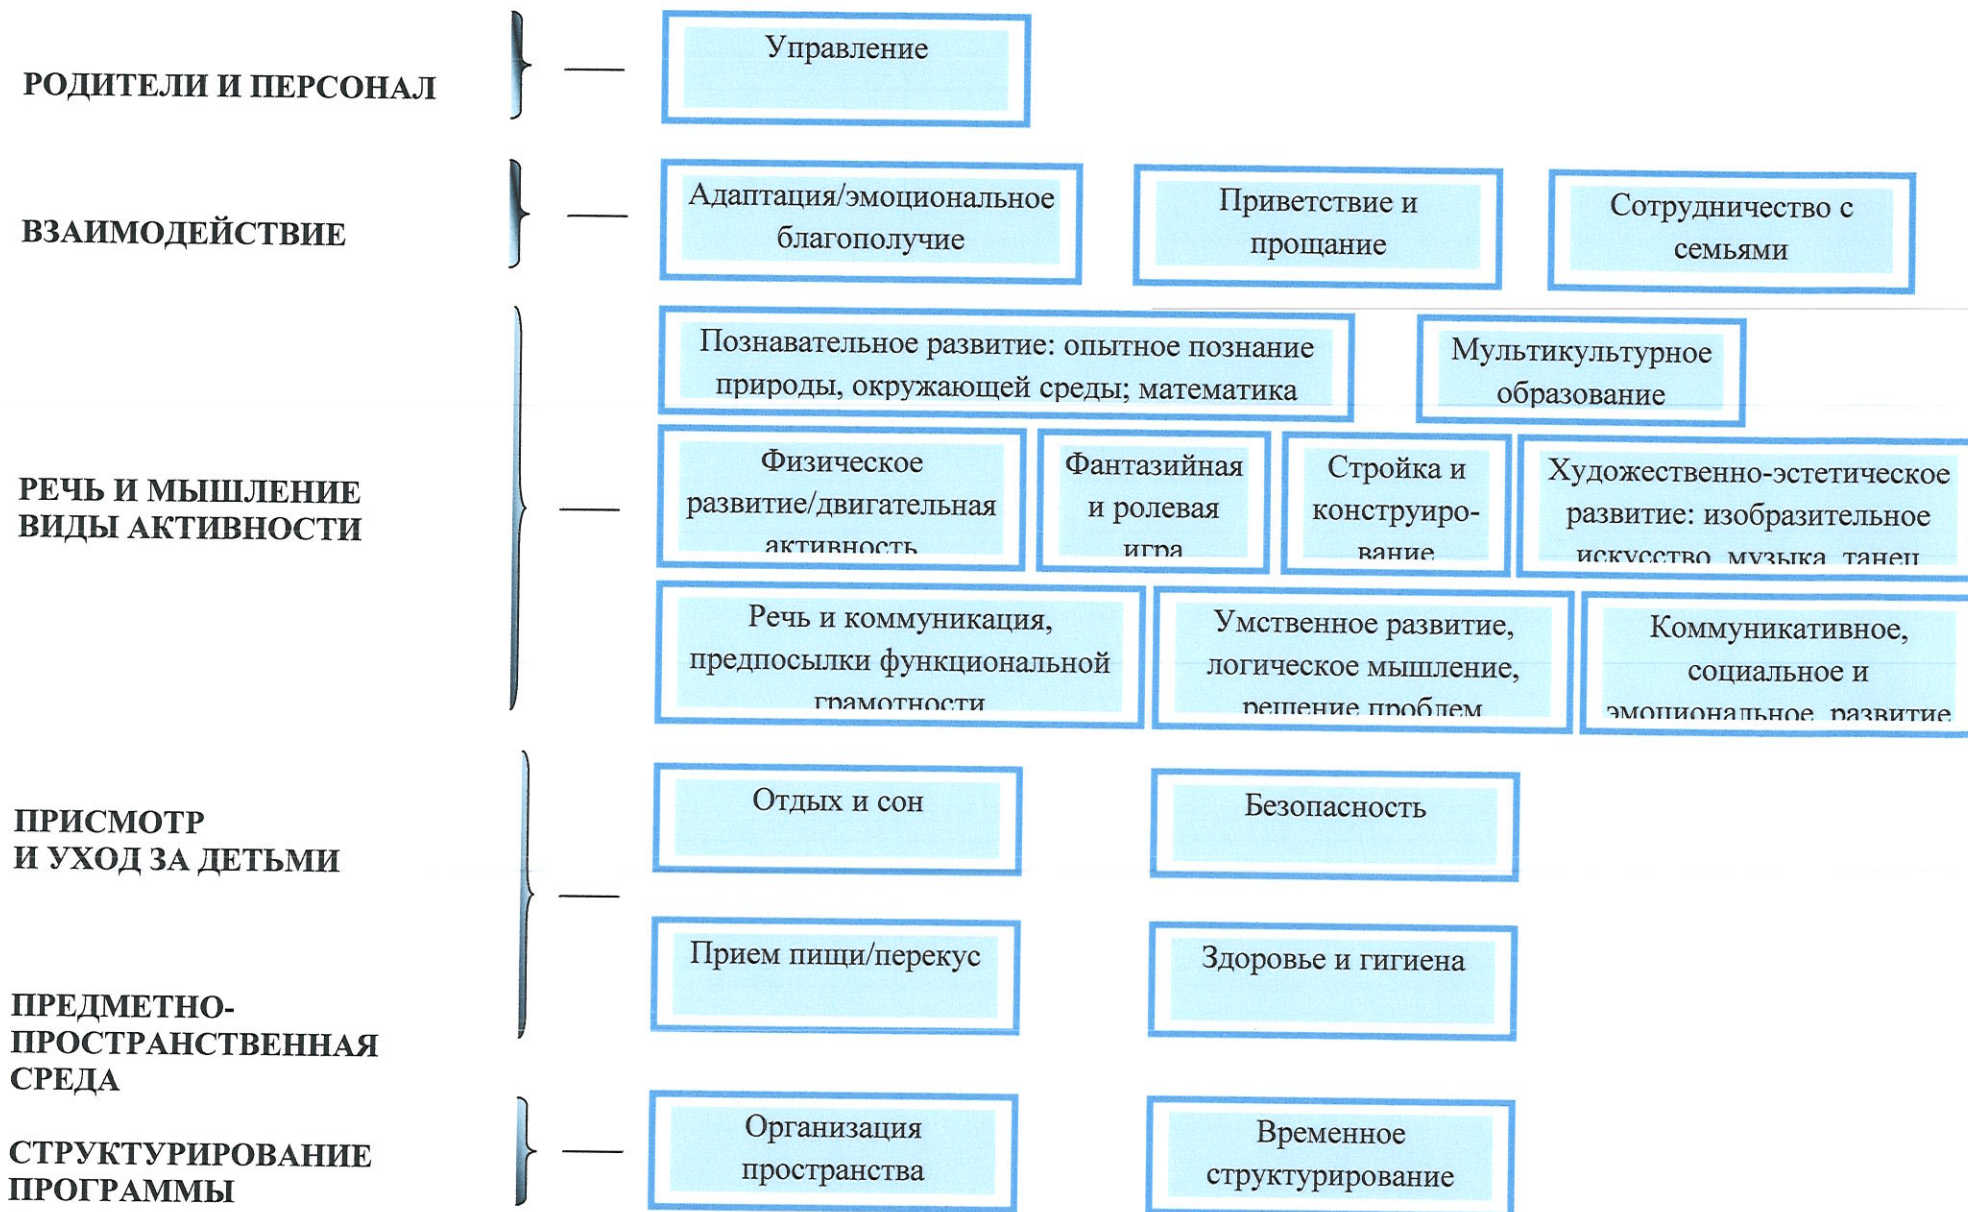 РОДИТЕЛИ И ПЕРСОНАЛ
Управление
ВЗАИМОДЕЙСТВИЕ
Адаптация/эмоциональное
благополучие
Приветствие и
прощание
Сотрудничество с
семьями
РЕЧЬ И МЫШЛЕНИЕ
ВИДЫ АКТИВНОСТИ
Познавательное развитие: опытное познание
природы, окружающей среды; математика
Мультикультурное
образование
Физическое
развитие/двигательная
активность
Фантазийная
и ролевая
игра
Стройка и
конструиро-
вание
Художественно-эстетическое
развитие: изобразительное
искусство, музыка, танец
Речь и коммуникация,
предпосылки функциональной
грамотности
Умственное развитие,
логическое мышление,
решение проблем
Коммуникативное,
социальное и
эмоциональное развитие
ПРИСМОТР
И УХОД ЗА ДЕТЬМИ
Отдых и сон
Безопасность
Прием пищи/перекус
Здоровье и гигиена
ПРЕДМЕТНО-
ПРОСТРАНСТВЕННАЯ
СРЕДА
СТРУКТУРИРОВАНИЕ
ПРОГРАММЫ
Организация
пространства
Временное
структурирование